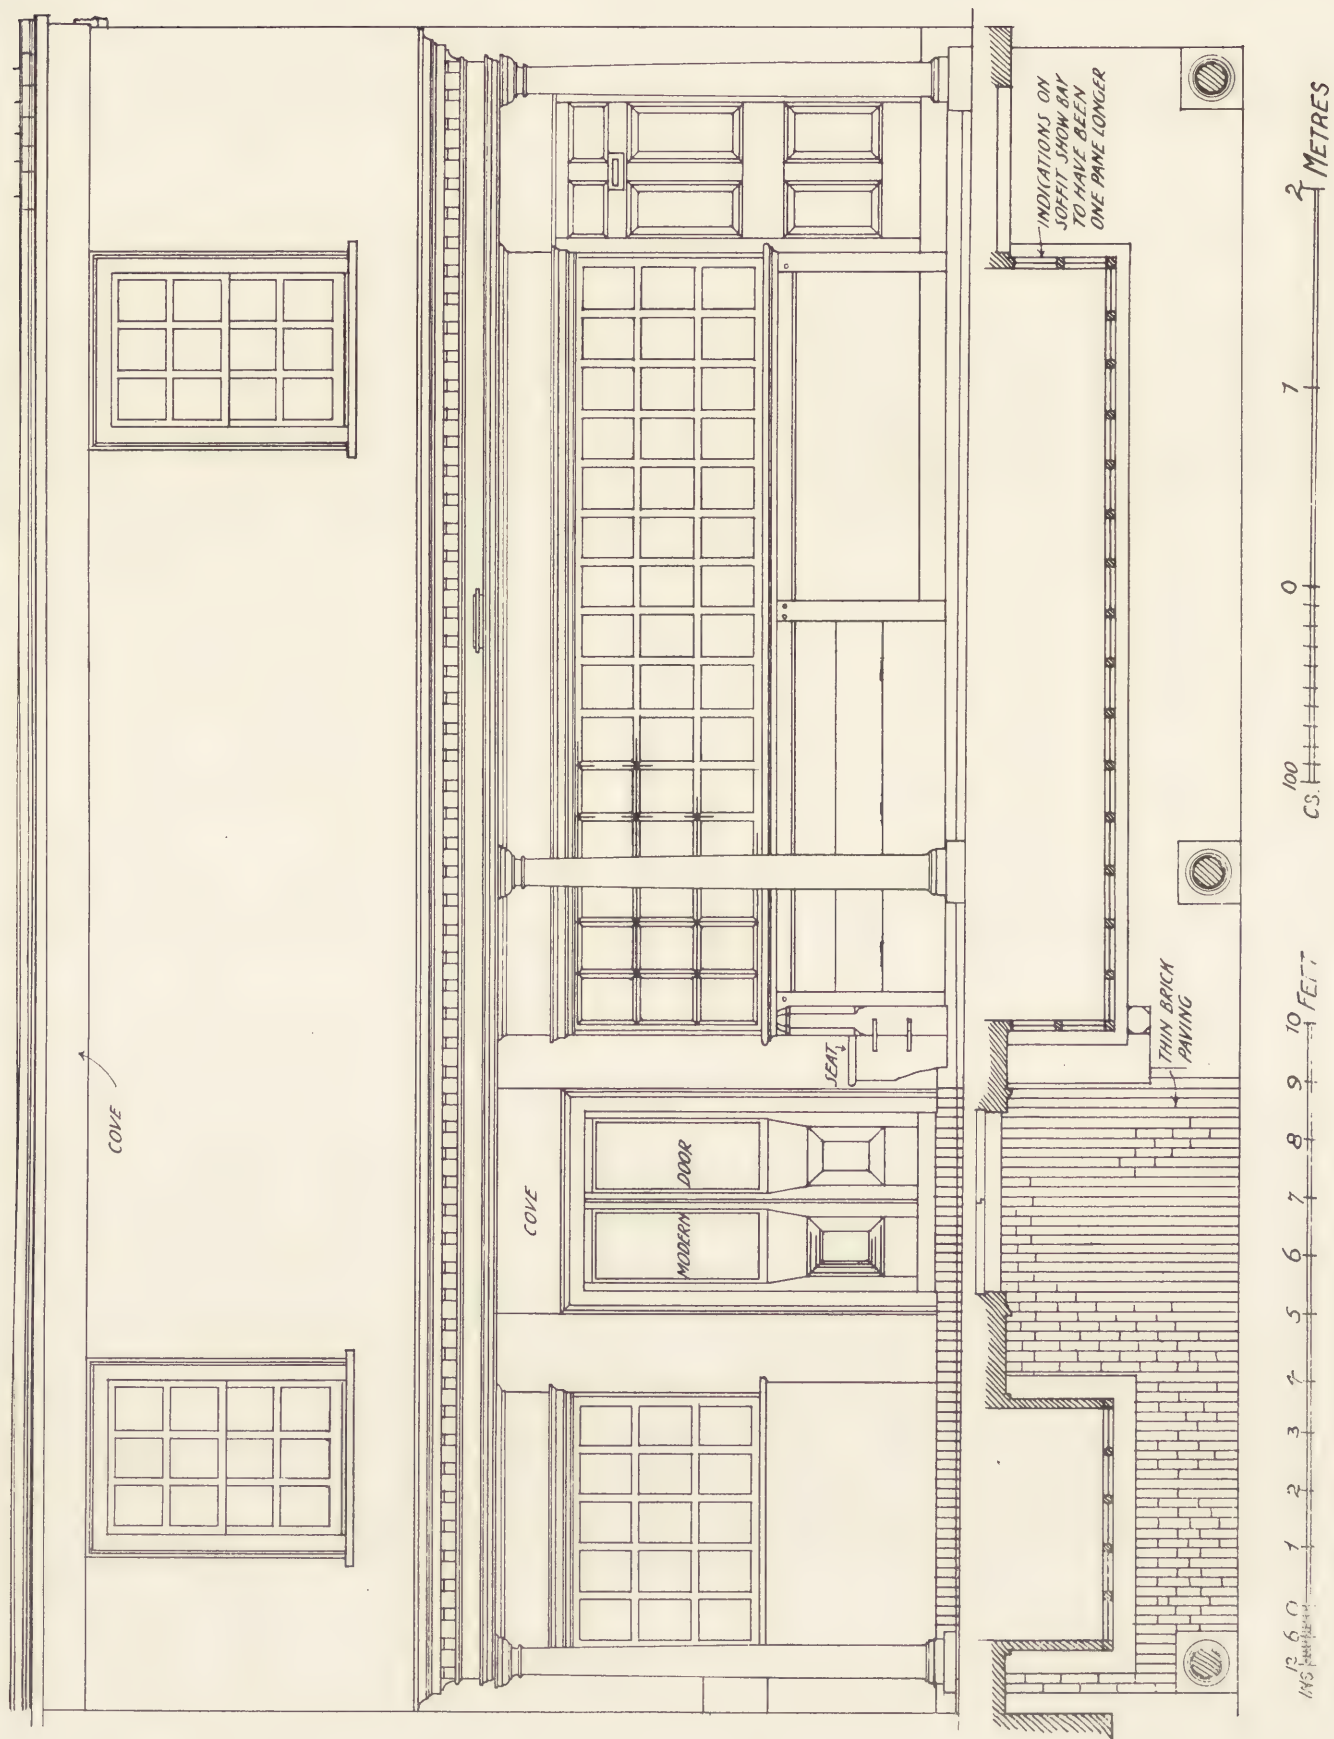 COVE
COVE
MODERN DOOR
SEAT
INDICATIONS ON
SOFFIT SHOW BAY
TO HAVE BEEN
ONE PANE LONGER
THIN BRICK
PAVING
INS 12 6 0 1 2 3 4 5 6 7 8 9 10 FEET
CS. 100 0 1 2 METRES